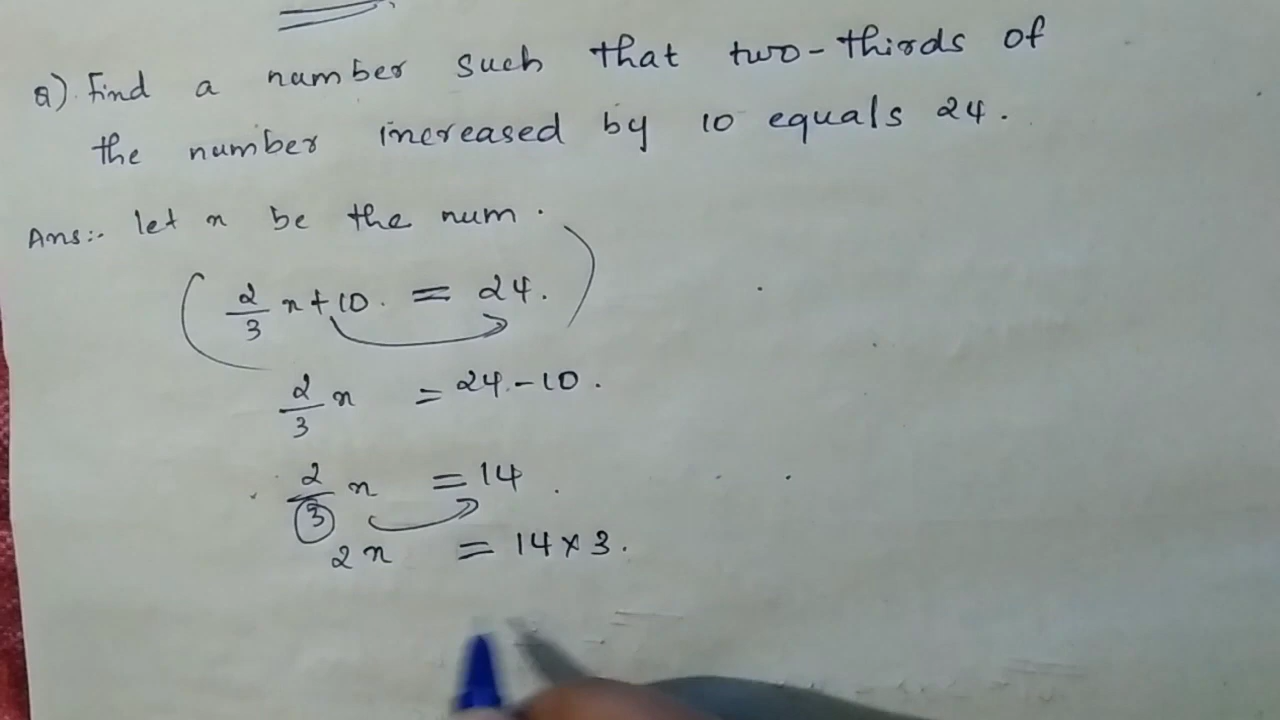 Q) Find a number such that two-thirds of
the number increased by 10 equals 24.
Ans:- let x be the num.
( 2/3 x + 10. = 24. )
2/3 x = 24.-10.
2/3 x = 14.
2x = 14 × 3.